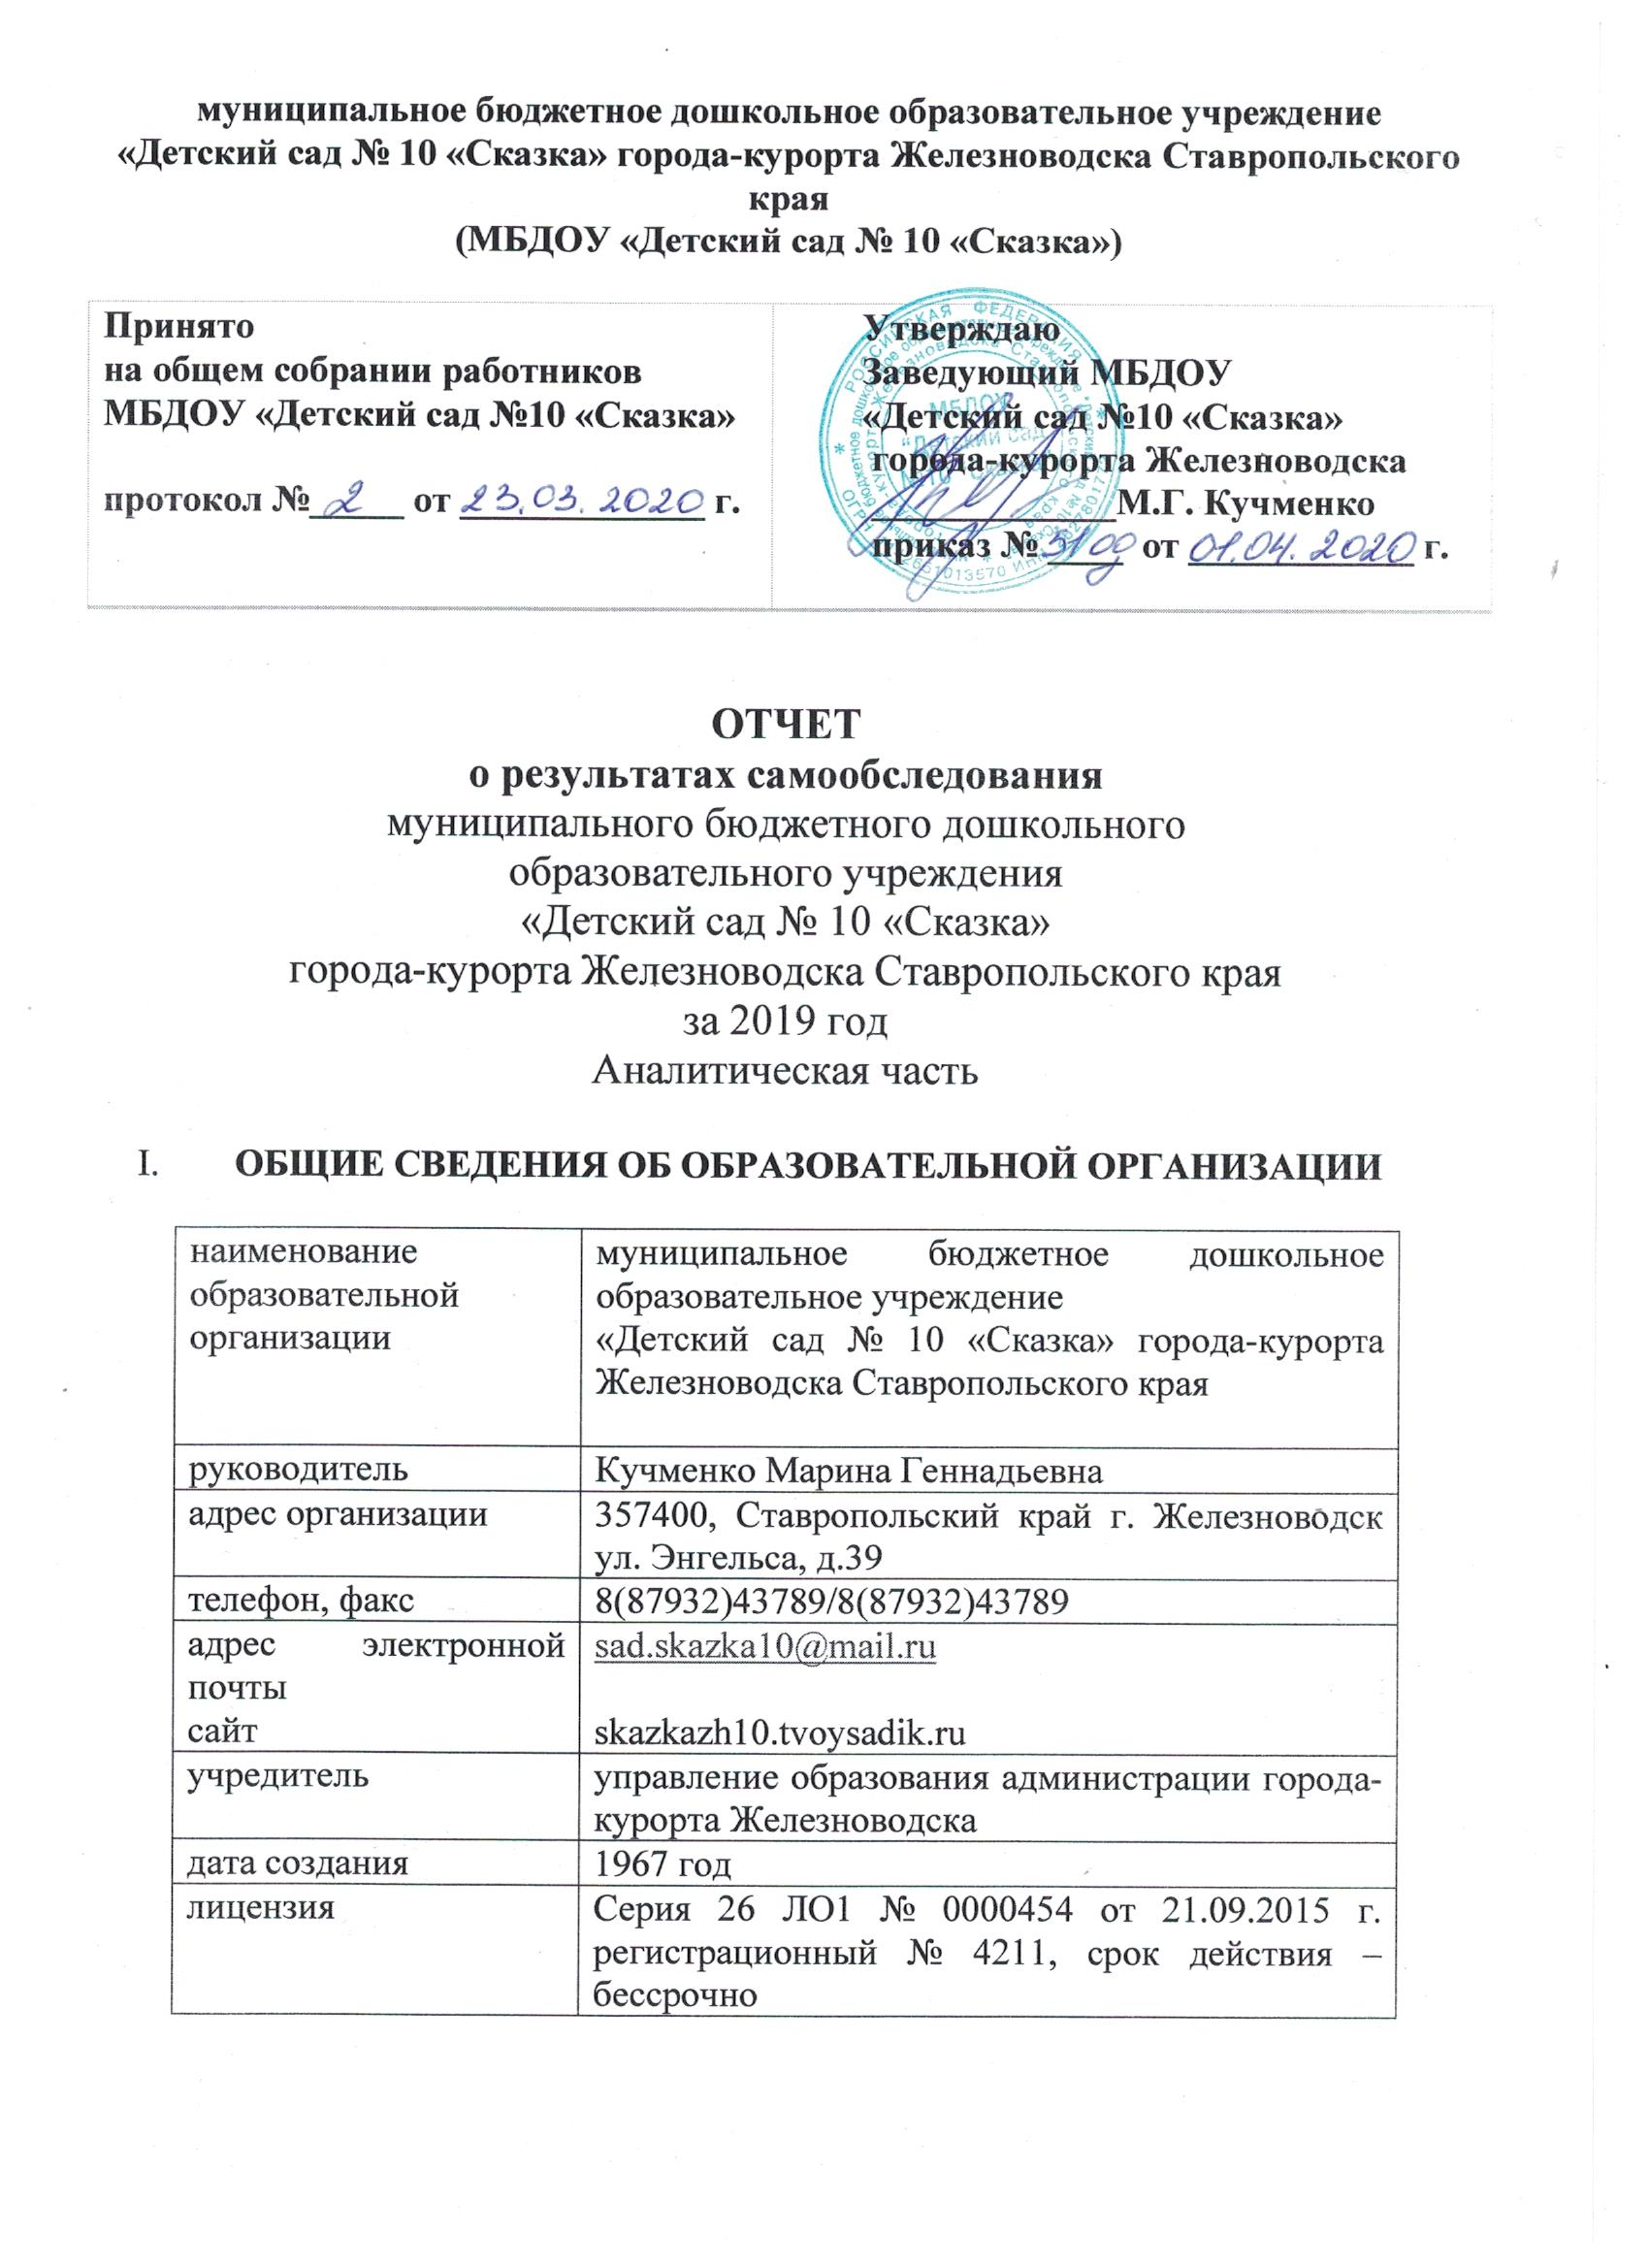 муниципальное бюджетное дошкольное образовательное учреждение
«Детский сад № 10 «Сказка» города-курорта Железноводска Ставропольского
края
(МБДОУ «Детский сад № 10 «Сказка»)
Принято
на общем собрании работников
МБДОУ «Детский сад №10 «Сказка»
протокол № 2 от 23.03.2020 г.
Утверждаю
Заведующий МБДОУ
«Детский сад №10 «Сказка»
города-курорта Железноводска
М.Г. Кучменко
приказ № 31 од от 01.04.2020 г.
РОССИЙСКАЯ ФЕДЕРАЦИЯ
МБДОУ
"Детский сад
ОТЧЕТ
о результатах самообследования
муниципального бюджетного дошкольного
образовательного учреждения
«Детский сад № 10 «Сказка»
города-курорта Железноводска Ставропольского края
за 2019 год
Аналитическая часть
I. ОБЩИЕ СВЕДЕНИЯ ОБ ОБРАЗОВАТЕЛЬНОЙ ОРГАНИЗАЦИИ
наименование
образовательной
организации
муниципальное бюджетное дошкольное
образовательное учреждение
«Детский сад № 10 «Сказка» города-курорта
Железноводска Ставропольского края
руководитель
Кучменко Марина Геннадьевна
адрес организации
357400, Ставропольский край г. Железноводск
ул. Энгельса, д.39
телефон, факс
8(87932)43789/8(87932)43789
адрес электронной
почты
сайт
sad.skazka10@mail.ru
skazkazh10.tvoysadik.ru
учредитель
управление образования администрации города-
курорта Железноводска
дата создания
1967 год
лицензия
Серия 26 ЛО1 № 0000454 от 21.09.2015 г.
регистрационный № 4211, срок действия –
бессрочно